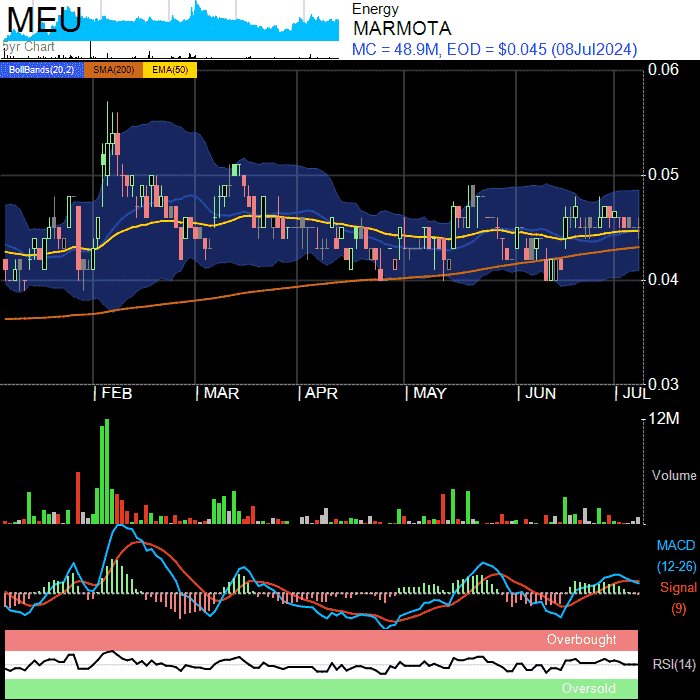 MEU
5yr Chart
Energy
MARMOTA
MC = 48.9M, EOD = $0.045 (08Jul2024)
BollBands(20,2) SMA(200) EMA(50)
0.06
0.05
0.04
0.03
| FEB | MAR | APR | MAY | JUN | JUL
12M
Volume
MACD
(12-26)
Signal
(9)
Overbought
RSI(14)
Oversold